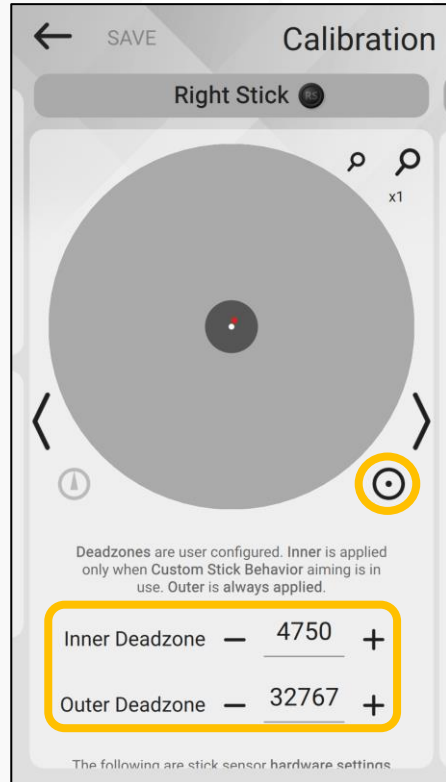 SAVE Calibration
Right Stick RS
x1
Deadzones are user configured. Inner is applied
only when Custom Stick Behavior aiming is in
use. Outer is always applied.
Inner Deadzone − 4750 +
Outer Deadzone − 32767 +
The following are stick sensor hardware settings